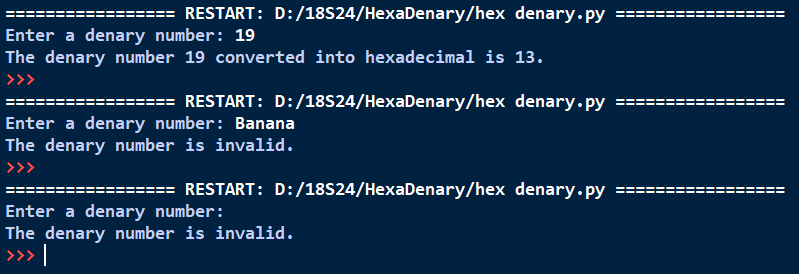 ================= RESTART: D:/18S24/HexaDenary/hex denary.py =================
Enter a denary number: 19
The denary number 19 converted into hexadecimal is 13.
>>>
================= RESTART: D:/18S24/HexaDenary/hex denary.py =================
Enter a denary number: Banana
The denary number is invalid.
>>>
================= RESTART: D:/18S24/HexaDenary/hex denary.py =================
Enter a denary number:
The denary number is invalid.
>>>